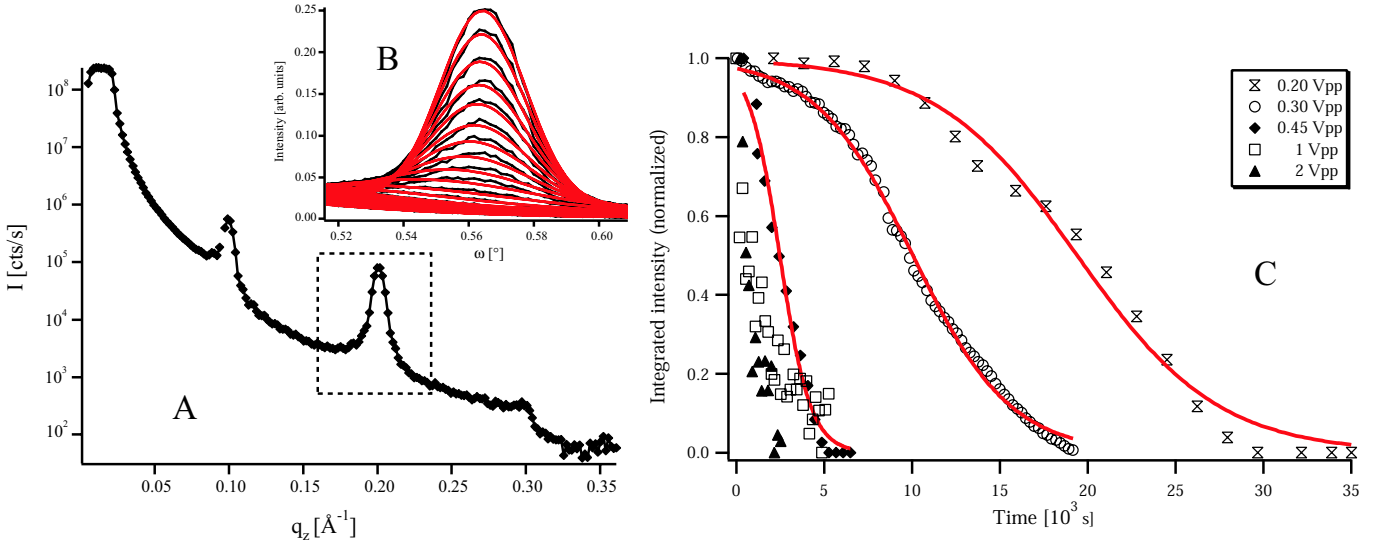 I [cts/s]
10^8
10^7
10^6
10^5
10^4
10^3
10^2
0.05
0.10
0.15
0.20
0.25
0.30
0.35
q_z [Å^-1]
A
B
Intensity [arb. units]
0.25
0.20
0.15
0.10
0.05
0.00
0.52
0.54
0.56
0.58
0.60
ω [°]
Integrated intensity (normalized)
1.0
0.8
0.6
0.4
0.2
0.0
0
5
10
15
20
25
30
35
Time [10^3 s]
C
0.20 Vpp
0.30 Vpp
0.45 Vpp
1 Vpp
2 Vpp